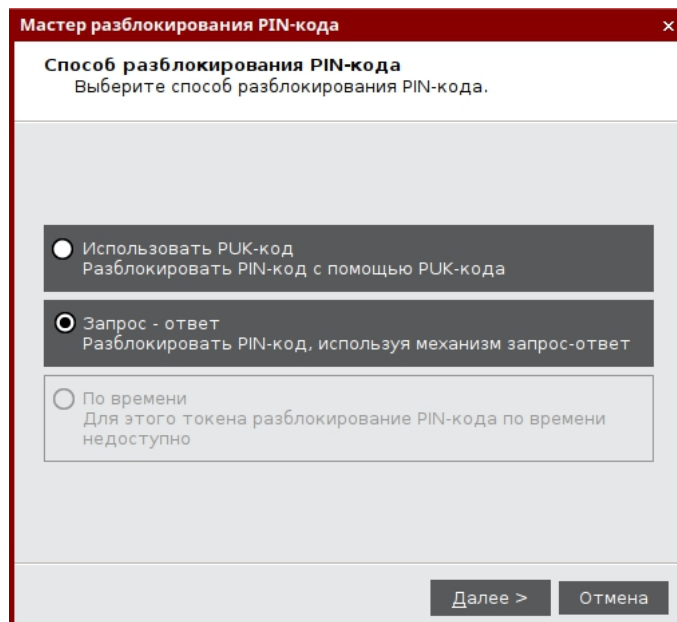 Мастер разблокирования PIN-кода
Способ разблокирования PIN-кода
Выберите способ разблокирования PIN-кода.
Использовать PUK-код
Разблокировать PIN-код с помощью PUK-кода
Запрос - ответ
Разблокировать PIN-код, используя механизм запрос-ответ
По времени
Для этого токена разблокирование PIN-кода по времени
недоступно
Далее >
Отмена